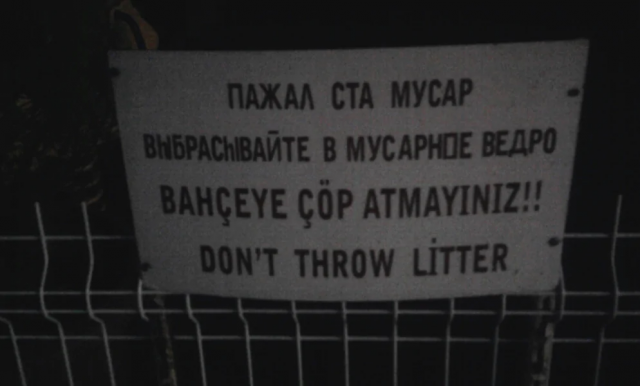 ПАЖАЛ СТА МУСАР
ВЫБРАСЫВАЙТЕ В МУСАРНОЕ ВЕДРО
BAHÇEYE ÇÖP ATMAYINIZ!!
DON'T THROW LİTTER